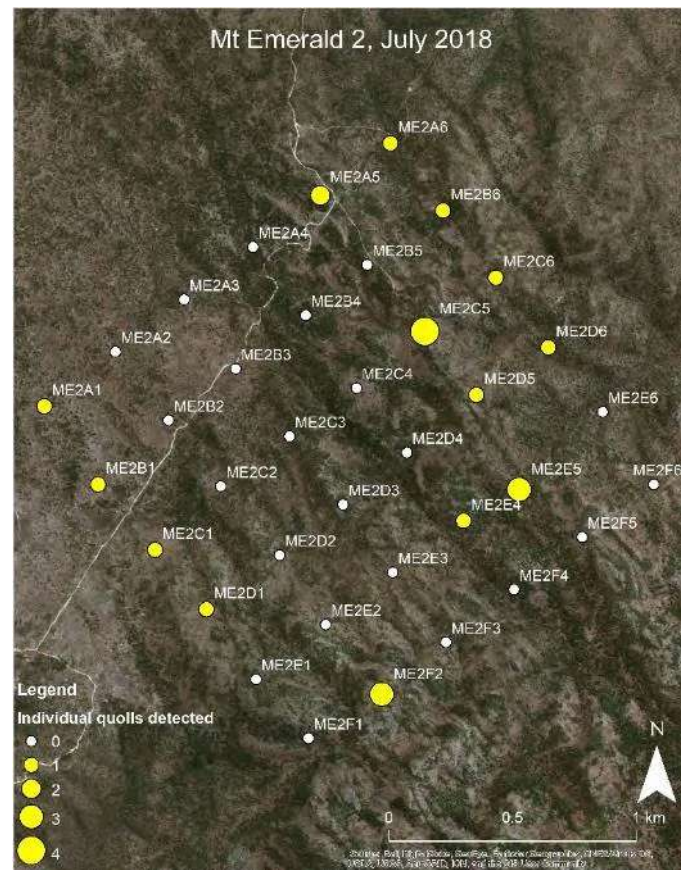 Mt Emerald 2, July 2018
ME2A6
ME2A5
ME2B6
ME2A4
ME2B5
ME2C6
ME2A3
ME2B4
ME2C5
ME2A2
ME2D6
ME2B3
ME2C4
ME2D5
ME2A1
ME2E6
ME2B2
ME2C3
ME2D4
ME2B1
ME2C2
ME2E5
ME2F6
ME2D3
ME2E4
ME2C1
ME2F5
ME2D2
ME2E3
ME2F4
ME2D1
ME2E2
ME2F3
ME2E1
ME2F2
ME2F1
Legend
Individual quolls detected
0
1
2
3
4
N
0 0.5 1 km